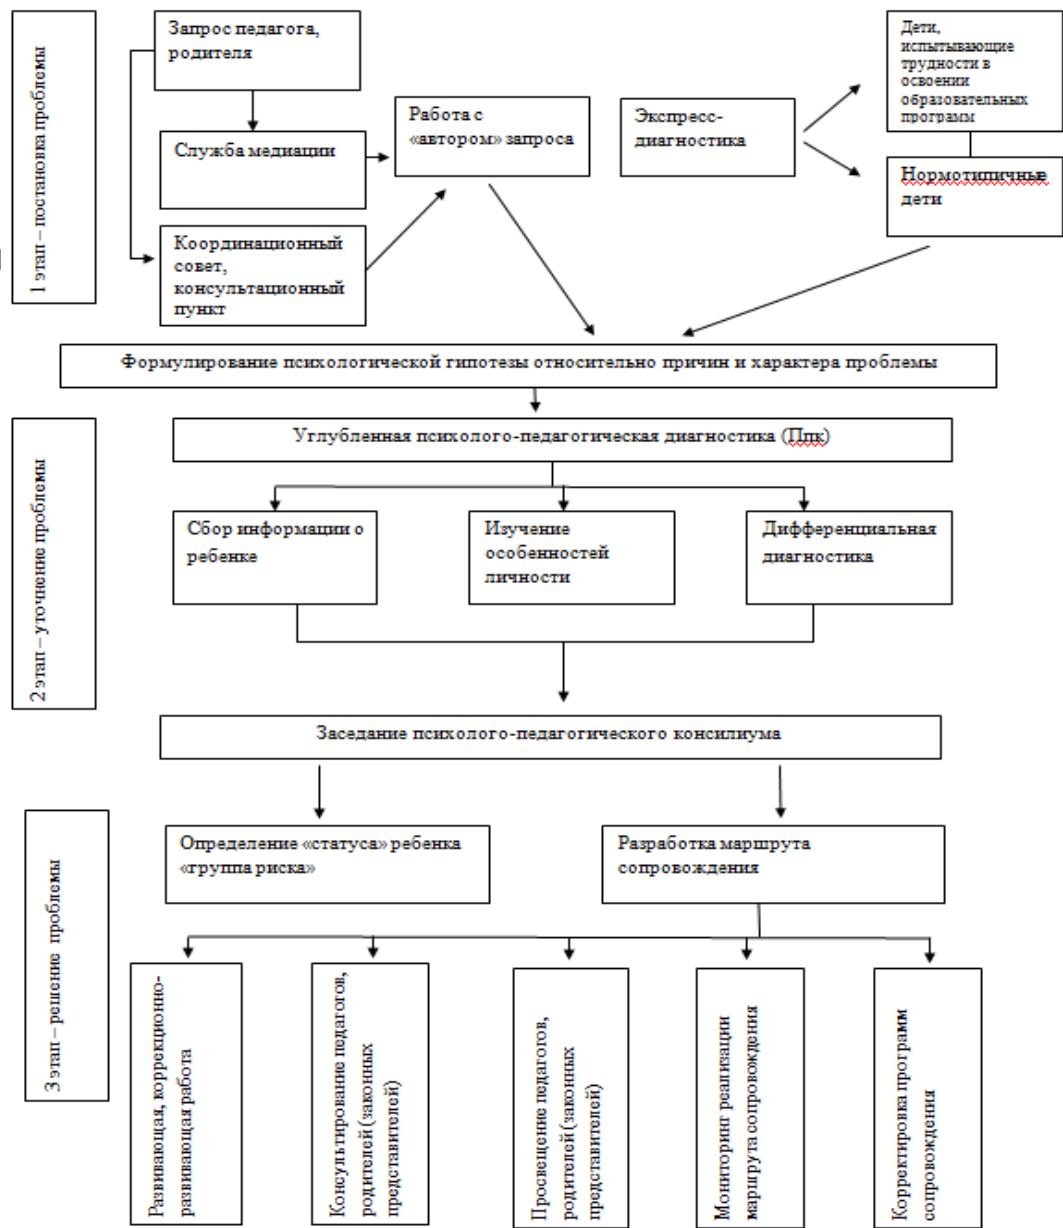 1 этап – постановка проблемы
Запрос педагога,
родителя
Служба медиации
Координационный
совет,
консультационный
пункт
Работа с
«автором» запроса
Экспресс-
диагностика
Дети,
испытывающие
трудности в
освоении
образовательных
программ
Нормотипичные
дети
Формулирование психологической гипотезы относительно причин и характера проблемы
2 этап – уточнение проблемы
Углубленная психолого-педагогическая диагностика (Ппк)
Сбор информации о
ребенке
Изучение
особенностей
личности
Дифференциальная
диагностика
Заседание психолого-педагогического консилиума
3 этап – решение проблемы
Определение «статуса» ребенка
«группа риска»
Разработка маршрута
сопровождения
Развивающая, коррекционно-
развивающая работа
Консультирование педагогов,
родителей (законных
представителей)
Просвещение педагогов,
родителей (законных
представителей)
Мониторинг реализации
маршрута сопровождения
Корректировка программ
сопровождения